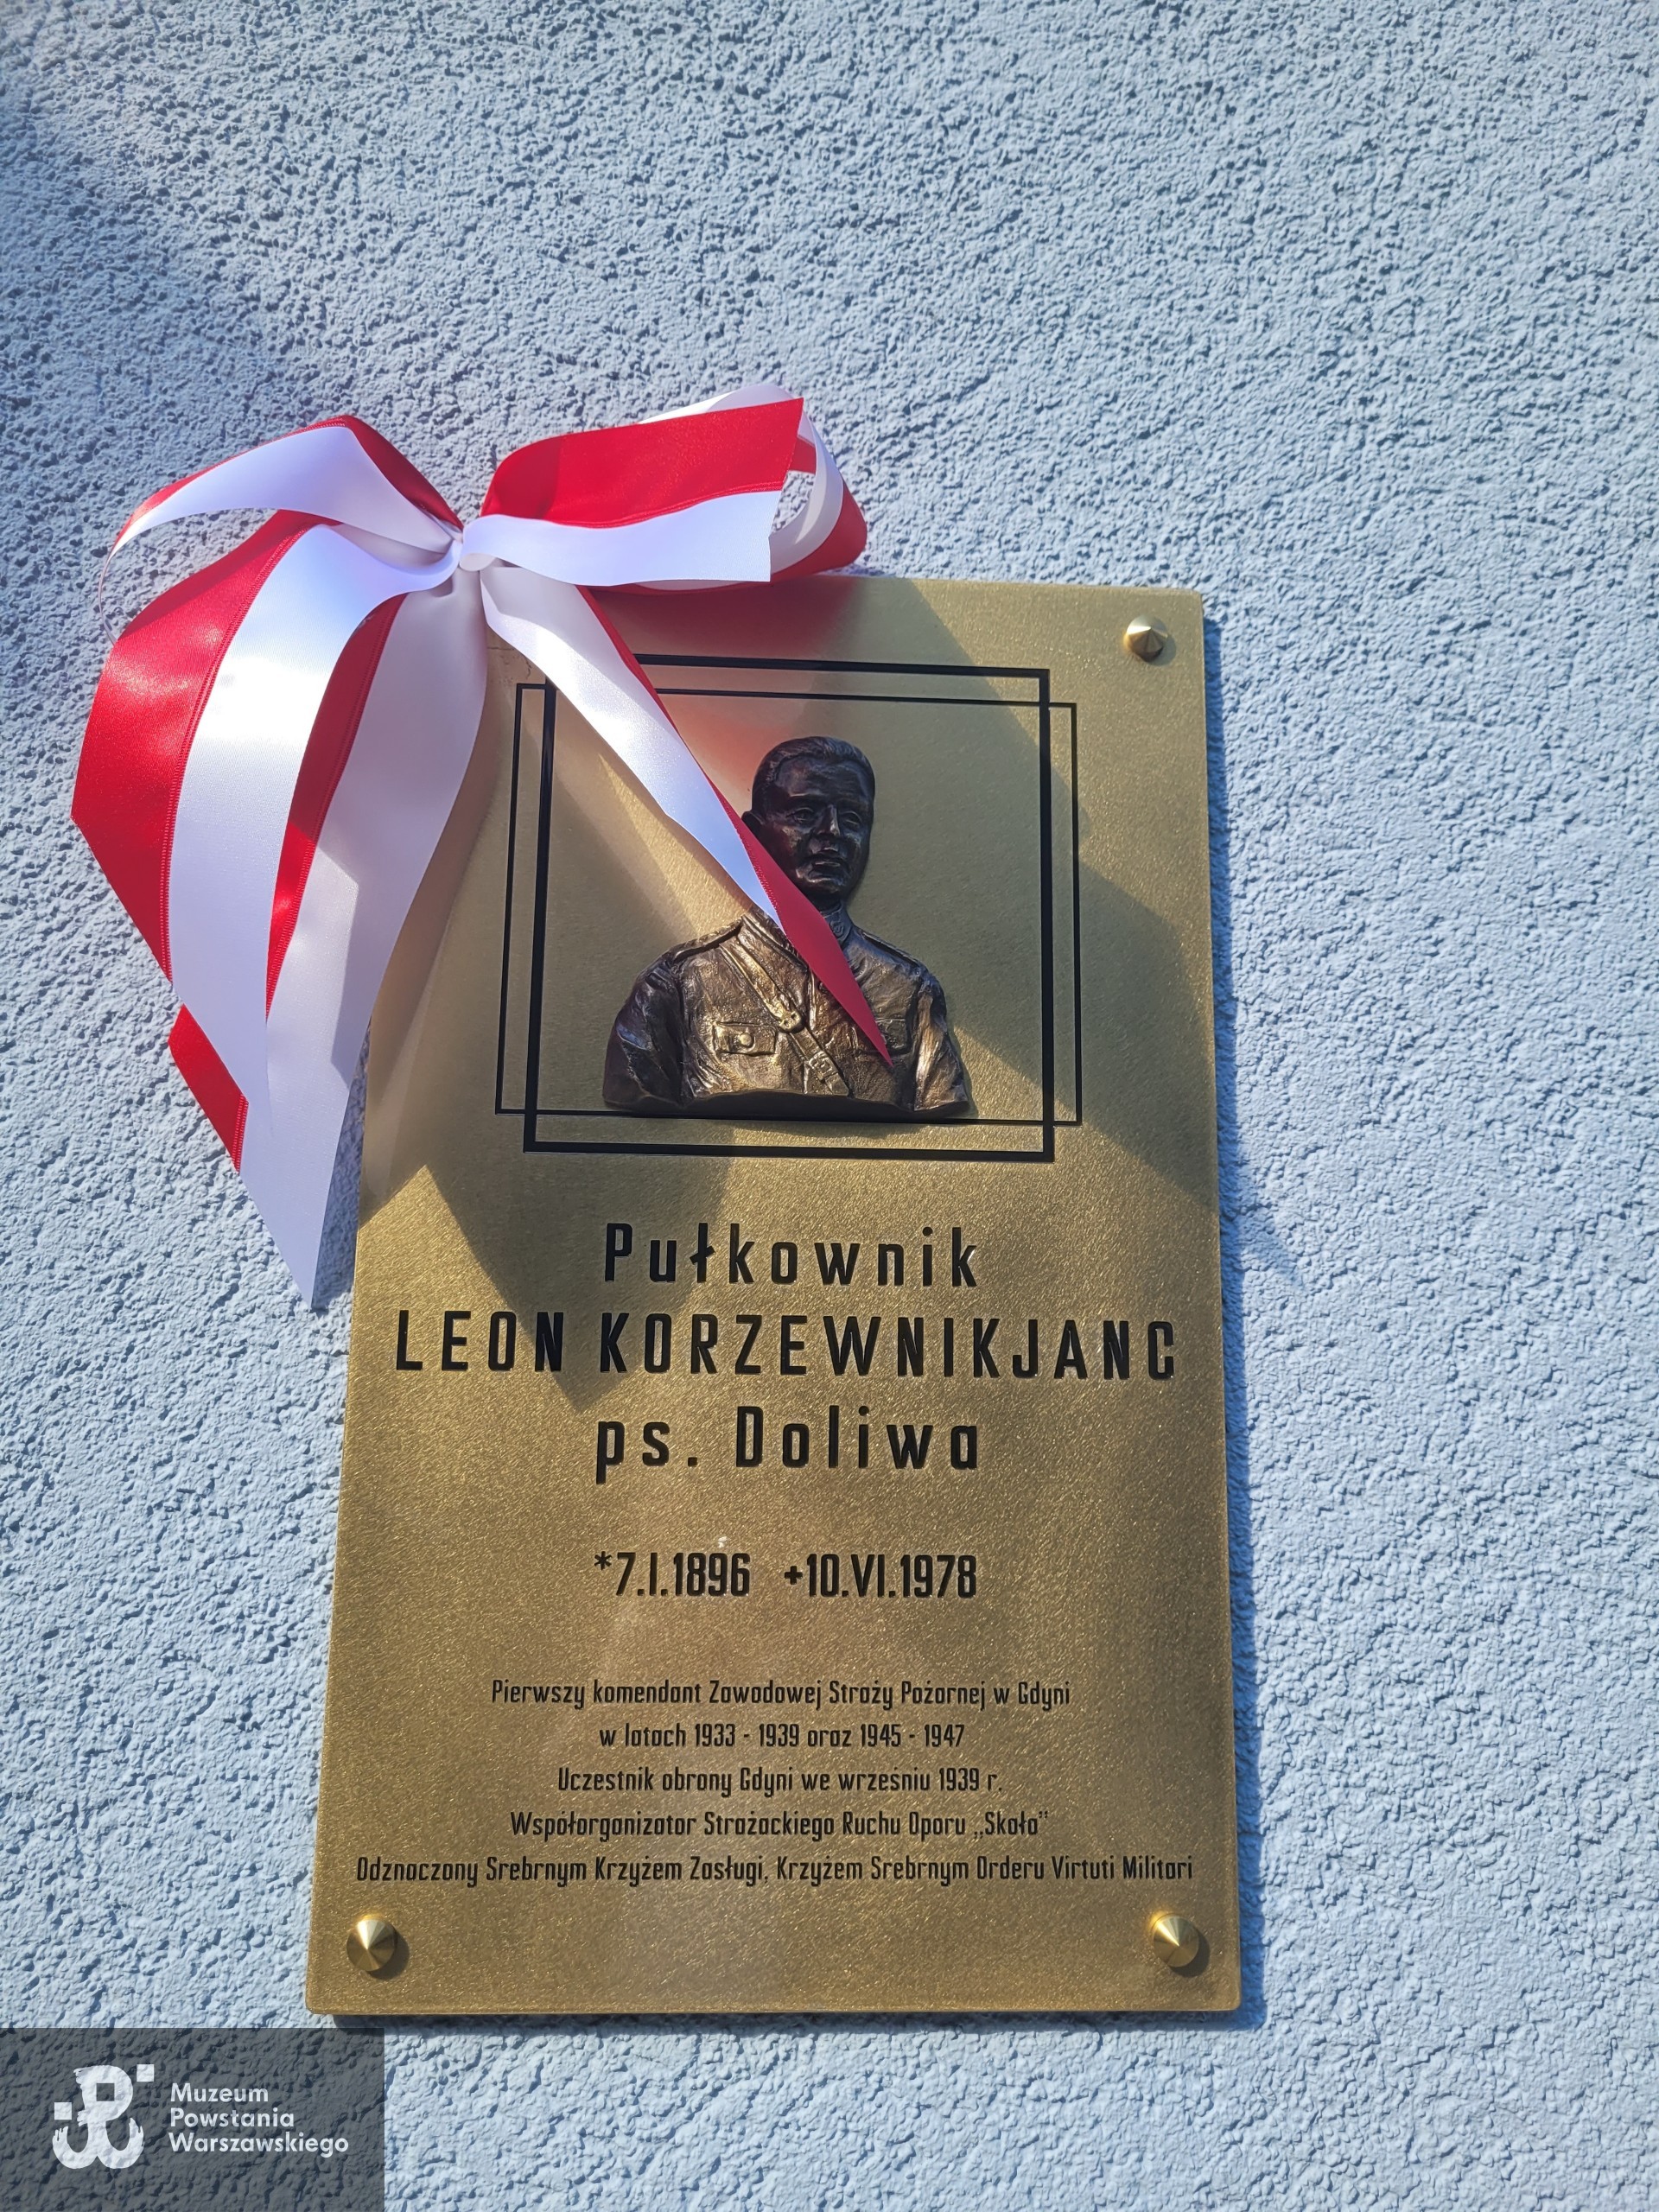 Pułkownik
LEON KORZEWNIKJANC
ps. Doliwa
*7.I.1896 +10.VI.1978
Pierwszy komendant Zawodowej Straży Pożarnej w Gdyni
w latach 1933 - 1939 oraz 1945 - 1947
Uczestnik obrony Gdyni we wrześniu 1939 r.
Współorganizator Strażackiego Ruchu Oporu „Skała”
Odznaczony Srebrnym Krzyżem Zasługi, Krzyżem Srebrnym Orderu Virtuti Militari
Muzeum
Powstania
Warszawskiego